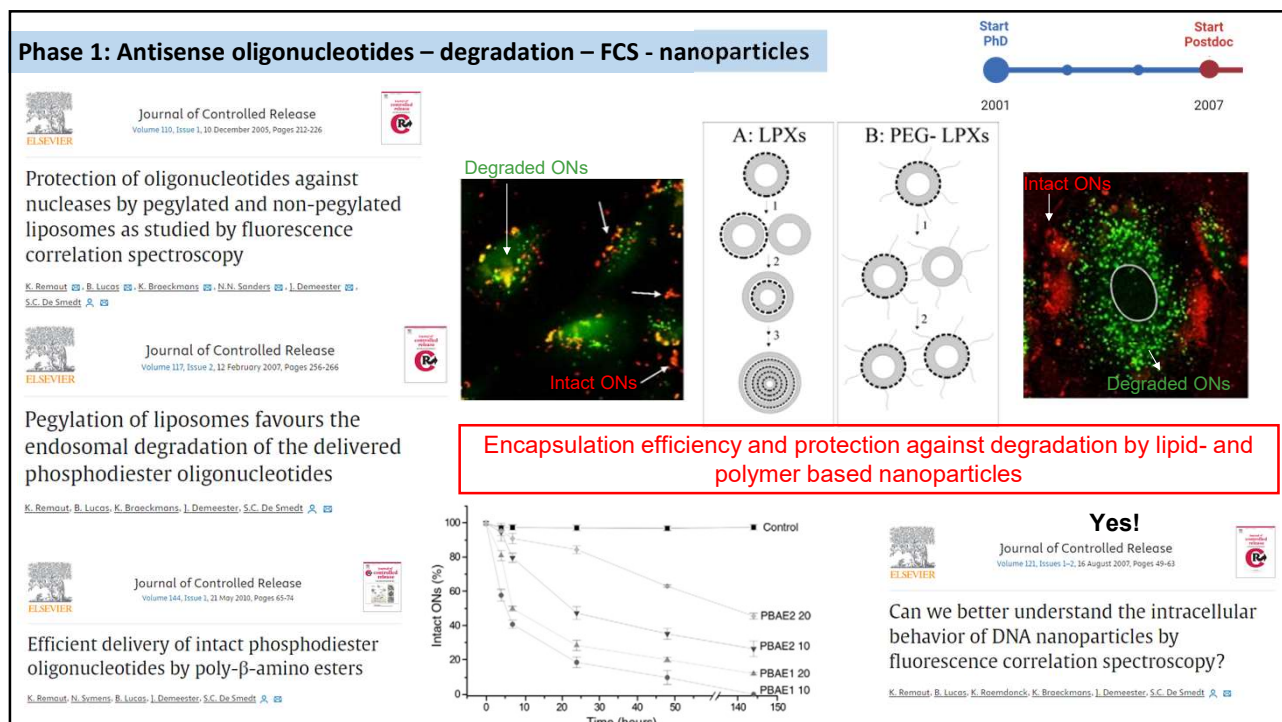 Phase 1: Antisense oligonucleotides – degradation – FCS - nanoparticles
Start
PhD
Start
Postdoc
2001
2007
ELSEVIER
Journal of Controlled Release
Volume 110, Issue 1, 10 December 2005, Pages 212-226
Protection of oligonucleotides against
nucleases by pegylated and non-pegylated
liposomes as studied by fluorescence
correlation spectroscopy
K. Remaut, B. Lucas, K. Braeckmans, N.N. Sanders, J. Demeester,
S.C. De Smedt
ELSEVIER
Journal of Controlled Release
Volume 117, Issue 2, 12 February 2007, Pages 256-266
Pegylation of liposomes favours the
endosomal degradation of the delivered
phosphodiester oligonucleotides
K. Remaut, B. Lucas, K. Braeckmans, J. Demeester, S.C. De Smedt
ELSEVIER
Journal of Controlled Release
Volume 144, Issue 1, 21 May 2010, Pages 65-74
Efficient delivery of intact phosphodiester
oligonucleotides by poly-β-amino esters
K. Remaut, N. Symens, B. Lucas, J. Demeester, S.C. De Smedt
Degraded ONs
Intact ONs
A: LPXs
1
2
3
B: PEG- LPXs
1
2
Intact ONs
Degraded ONs
Encapsulation efficiency and protection against degradation by lipid- and
polymer based nanoparticles
Intact ONs (%)
100
80
60
40
20
0
Control
PBAE2 20
PBAE2 10
PBAE1 20
PBAE1 10
0 10 20 30 40 50 140 150
Time (hours)
Yes!
ELSEVIER
Journal of Controlled Release
Volume 121, Issues 1–2, 16 August 2007, Pages 49-63
Can we better understand the intracellular
behavior of DNA nanoparticles by
fluorescence correlation spectroscopy?
K. Remaut, B. Lucas, K. Raemdonck, K. Braeckmans, J. Demeester, S.C. De Smedt